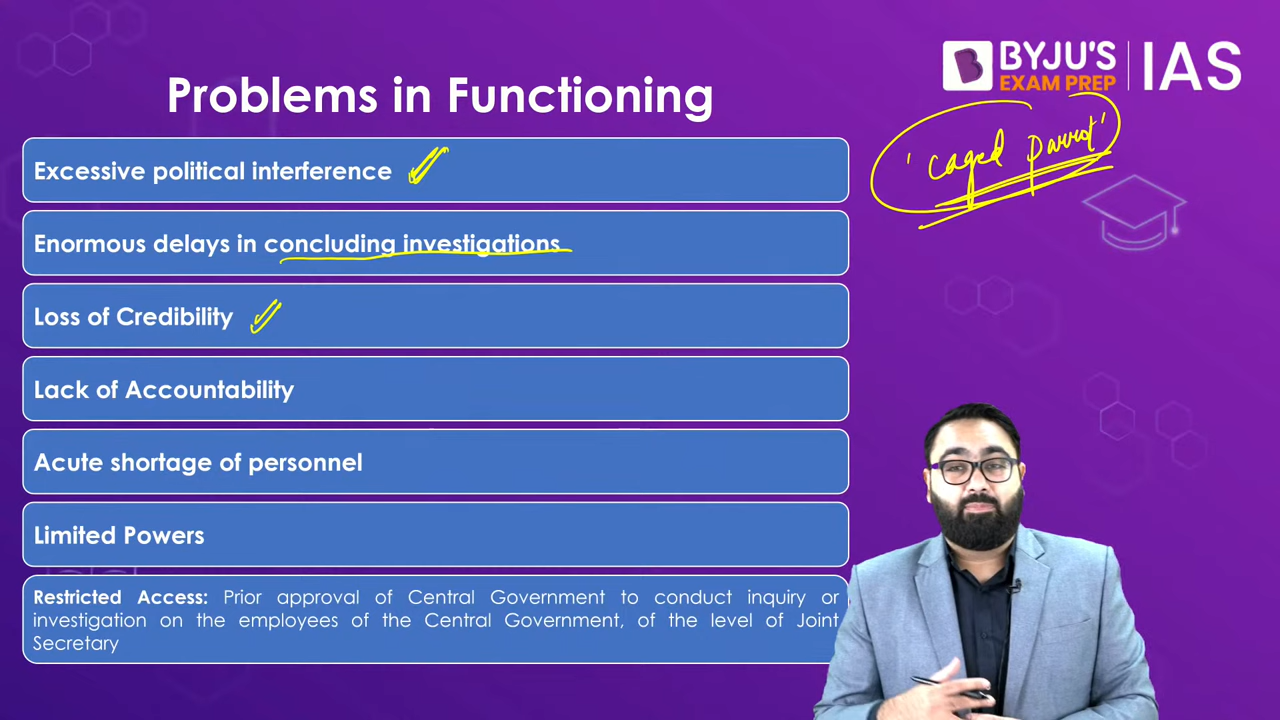 Problems in Functioning
BYJU'S
EXAM PREP
IAS
'caged parrot'
Excessive political interference
Enormous delays in concluding investigations
Loss of Credibility
Lack of Accountability
Acute shortage of personnel
Limited Powers
Restricted Access: Prior approval of Central Government to conduct inquiry or
investigation on the employees of the Central Government, of the level of Joint
Secretary